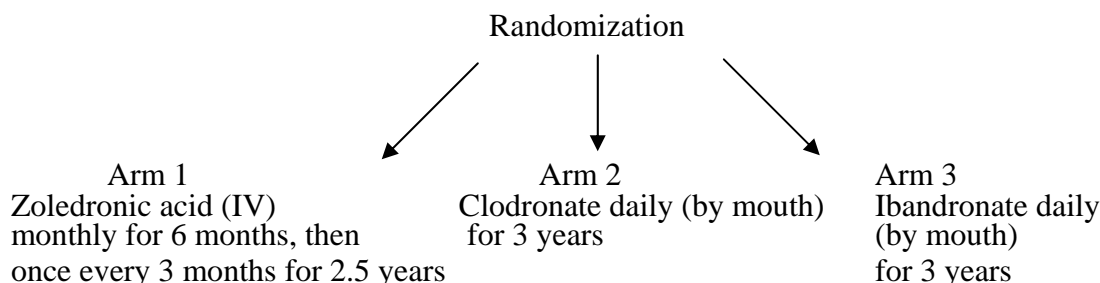 Randomization
Arm 1
Zoledronic acid (IV)
monthly for 6 months, then
once every 3 months for 2.5 years
Arm 2
Clodronate daily (by mouth)
for 3 years
Arm 3
Ibandronate daily
(by mouth)
for 3 years